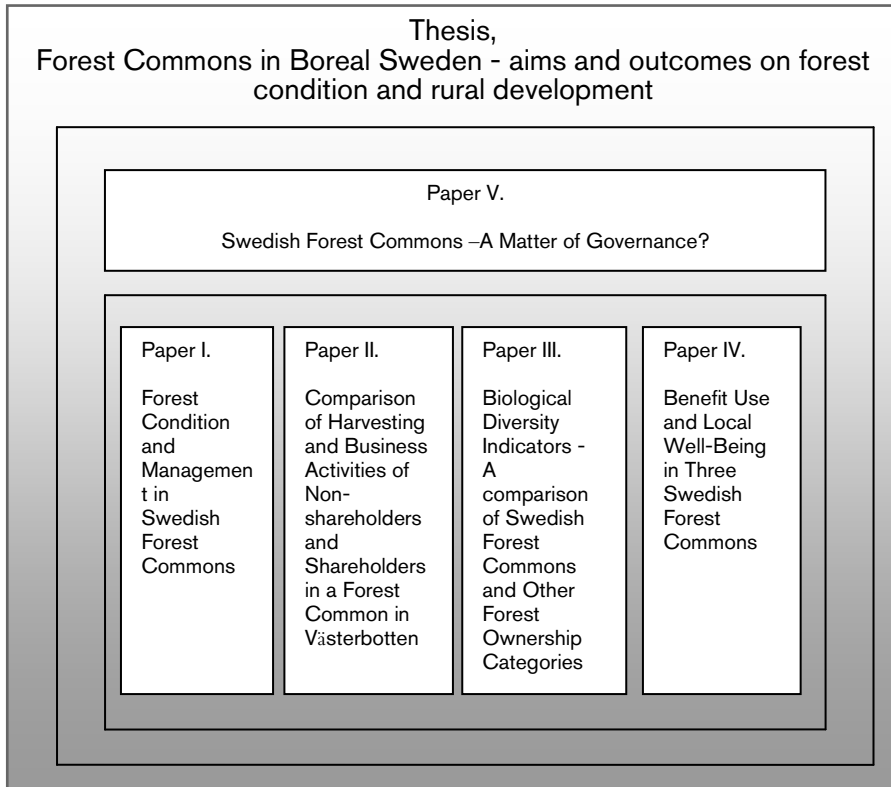 Thesis,
Forest Commons in Boreal Sweden - aims and outcomes on forest
condition and rural development
Paper V.
Swedish Forest Commons –A Matter of Governance?
Paper I.
Forest
Condition
and
Managemen
t in
Swedish
Forest
Commons
Paper II.
Comparison
of Harvesting
and Business
Activities of
Non-
shareholders
and
Shareholders
in a Forest
Common in
Västerbotten
Paper III.
Biological
Diversity
Indicators -
A
comparison
of Swedish
Forest
Commons
and Other
Forest
Ownership
Categories
Paper IV.
Benefit Use
and Local
Well-Being
in Three
Swedish
Forest
Commons